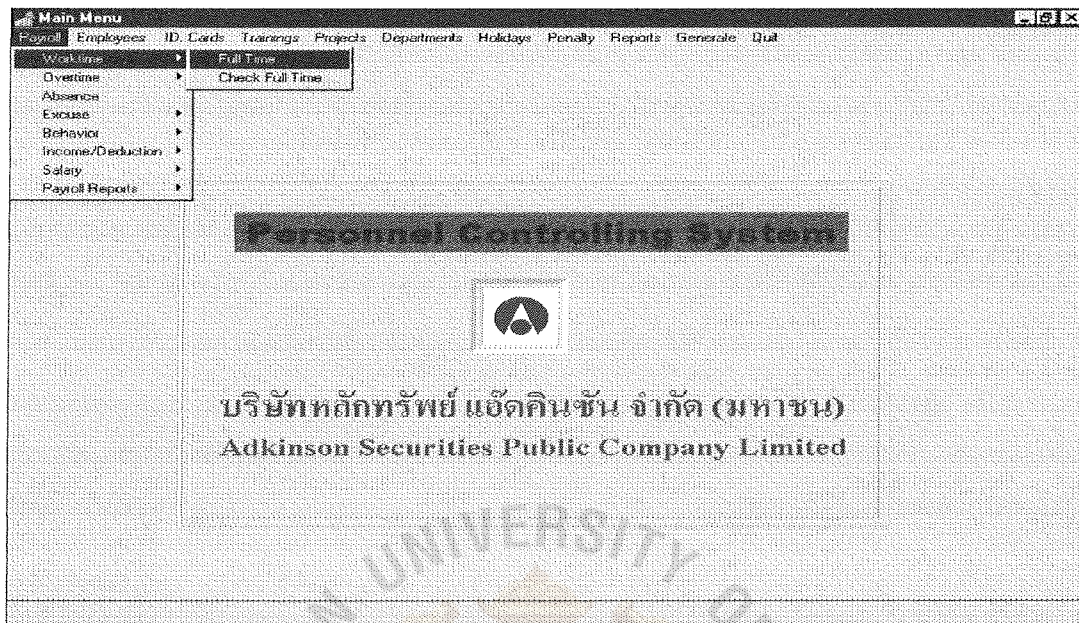 Main Menu
Payroll Employees ID. Cards Trainings Projects Departments Holidays Penalty Reports Generate Quit
Worktime Full Time
Overtime Check Full Time
Absence
Excuse
Behavior
Income/Deduction
Salary
Payroll Reports
Personnel Controlling System
บริษัทหลักทรัพย์ แอ๊ดคินซัน จำกัด (มหาชน)
Adkinson Securities Public Company Limited
UNIVERSITY